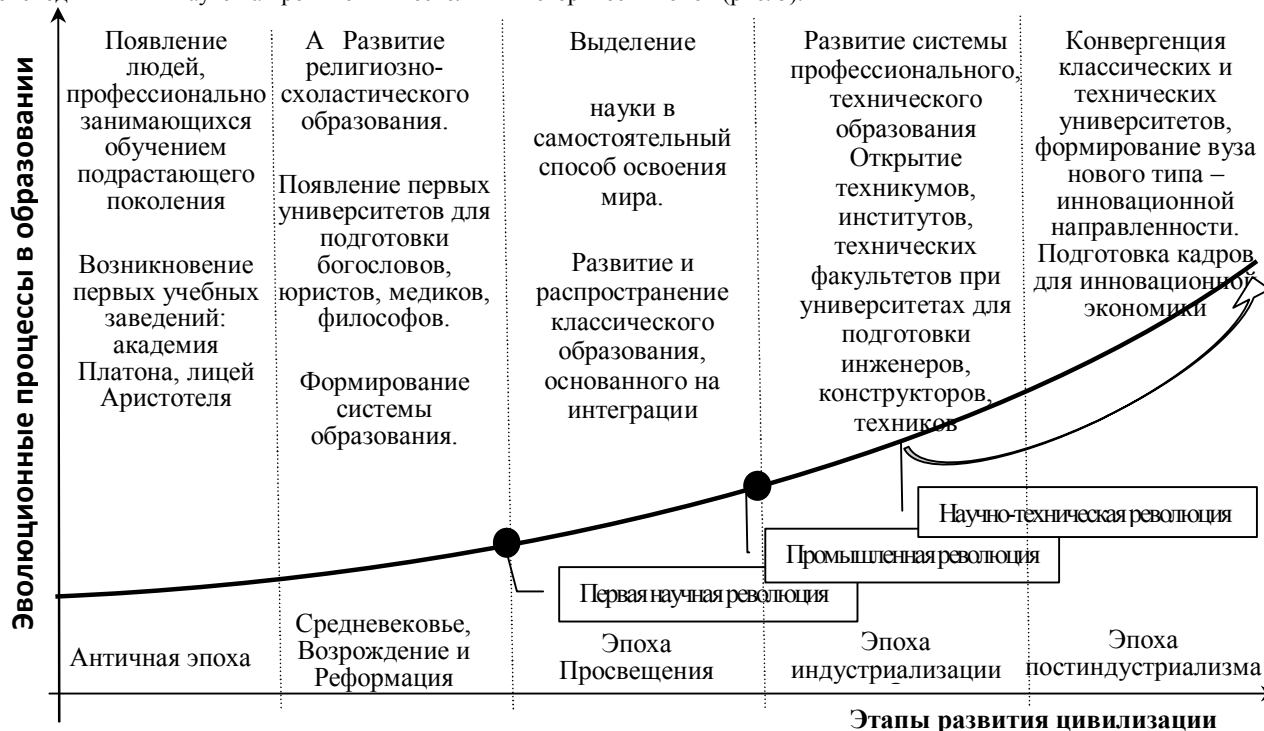 Эволюционные процессы в образовании
Появление
людей,
профессионально
занимающихся
обучением
подрастающего
поколения
Возникновение
первых учебных
заведений:
академия
Платона, лицей
Аристотеля
А Развитие
религиозно-
схоластического
образования.
Появление первых
университетов для
подготовки
богословов,
юристов, медиков,
философов.
Формирование
системы
образования.
Выделение
науки в
самостоятельный
способ освоения
мира.
Развитие и
распространение
классического
образования,
основанного на
интеграции
Развитие системы
профессионального,
технического
образования
Открытие
техникумов,
институтов,
технических
факультетов при
университетах для
подготовки
инженеров,
конструкторов,
техников
Конвергенция
классических и
технических
университетов,
формирование вуза
нового типа –
инновационной
направленности.
Подготовка кадров
для инновационной
экономики
Научно-техническая революция
Промышленная революция
Первая научная революция
Античная эпоха
Средневековье,
Возрождение и
Реформация
Эпоха
Просвещения
Эпоха
индустриализации
Эпоха
постиндустриализма
Этапы развития цивилизации